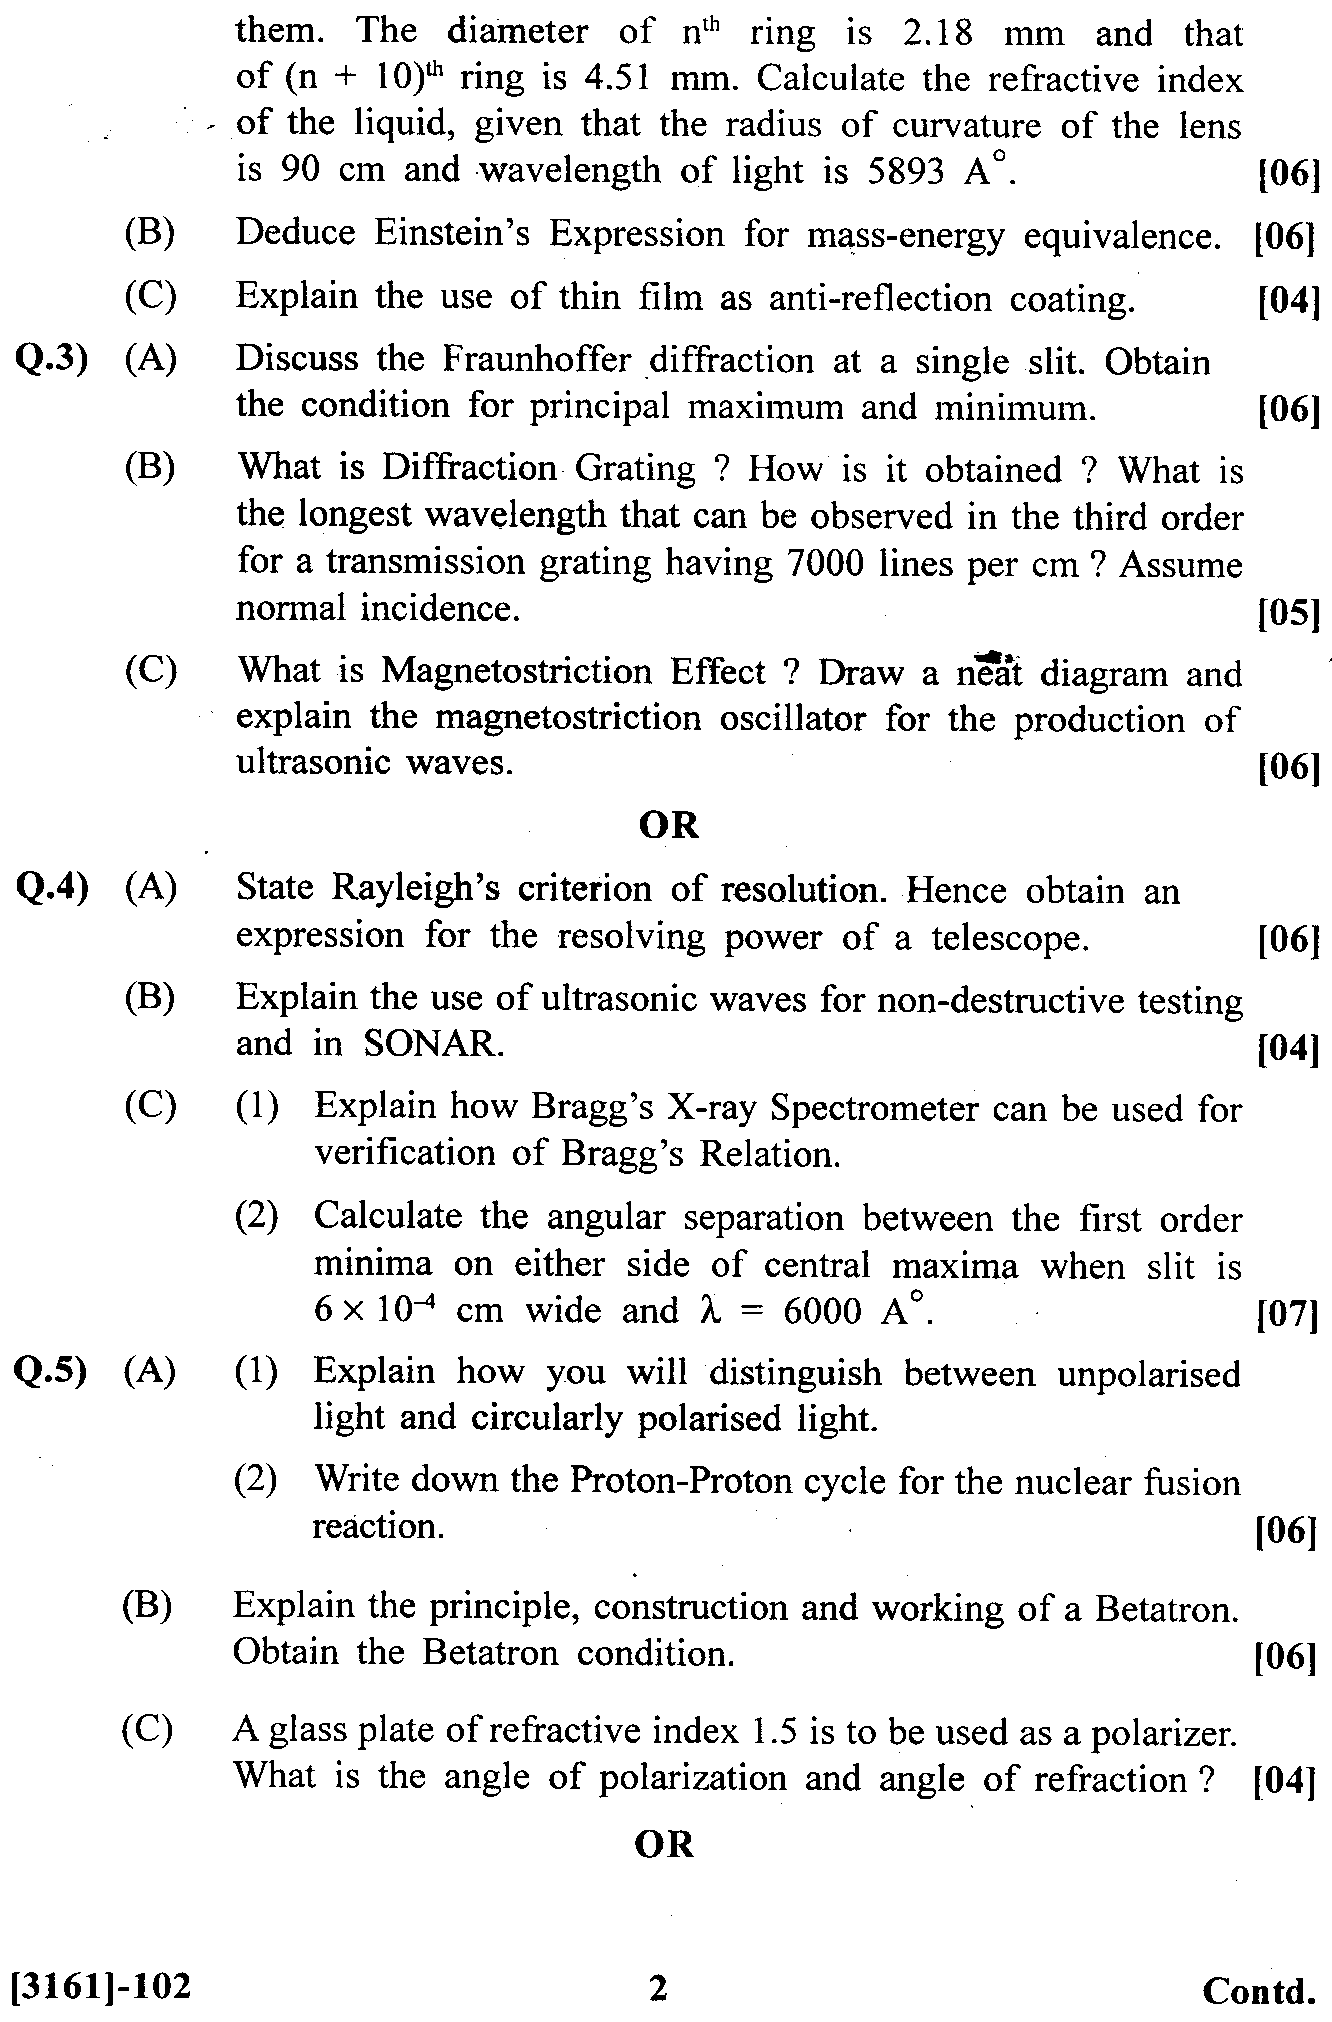 them. The diameter of nth ring is 2.18 mm and that
of (n + 10)th ring is 4.51 mm. Calculate the refractive index
of the liquid, given that the radius of curvature of the lens
is 90 cm and wavelength of light is 5893 A°. [06]
(B) Deduce Einstein's Expression for mass-energy equivalence. [06]
(C) Explain the use of thin film as anti-reflection coating. [04]
Q.3) (A) Discuss the Fraunhoffer diffraction at a single slit. Obtain
the condition for principal maximum and minimum. [06]
(B) What is Diffraction Grating ? How is it obtained ? What is
the longest wavelength that can be observed in the third order
for a transmission grating having 7000 lines per cm ? Assume
normal incidence. [05]
(C) What is Magnetostriction Effect ? Draw a neat diagram and
explain the magnetostriction oscillator for the production of
ultrasonic waves. [06]
OR
Q.4) (A) State Rayleigh's criterion of resolution. Hence obtain an
expression for the resolving power of a telescope. [06]
(B) Explain the use of ultrasonic waves for non-destructive testing
and in SONAR. [04]
(C) (1) Explain how Bragg's X-ray Spectrometer can be used for
verification of Bragg's Relation.
(2) Calculate the angular separation between the first order
minima on either side of central maxima when slit is
6 × 10⁻⁴ cm wide and λ = 6000 A°. [07]
Q.5) (A) (1) Explain how you will distinguish between unpolarised
light and circularly polarised light.
(2) Write down the Proton-Proton cycle for the nuclear fusion
reaction. [06]
(B) Explain the principle, construction and working of a Betatron.
Obtain the Betatron condition. [06]
(C) A glass plate of refractive index 1.5 is to be used as a polarizer.
What is the angle of polarization and angle of refraction ? [04]
OR
[3161]-102 2 Contd.